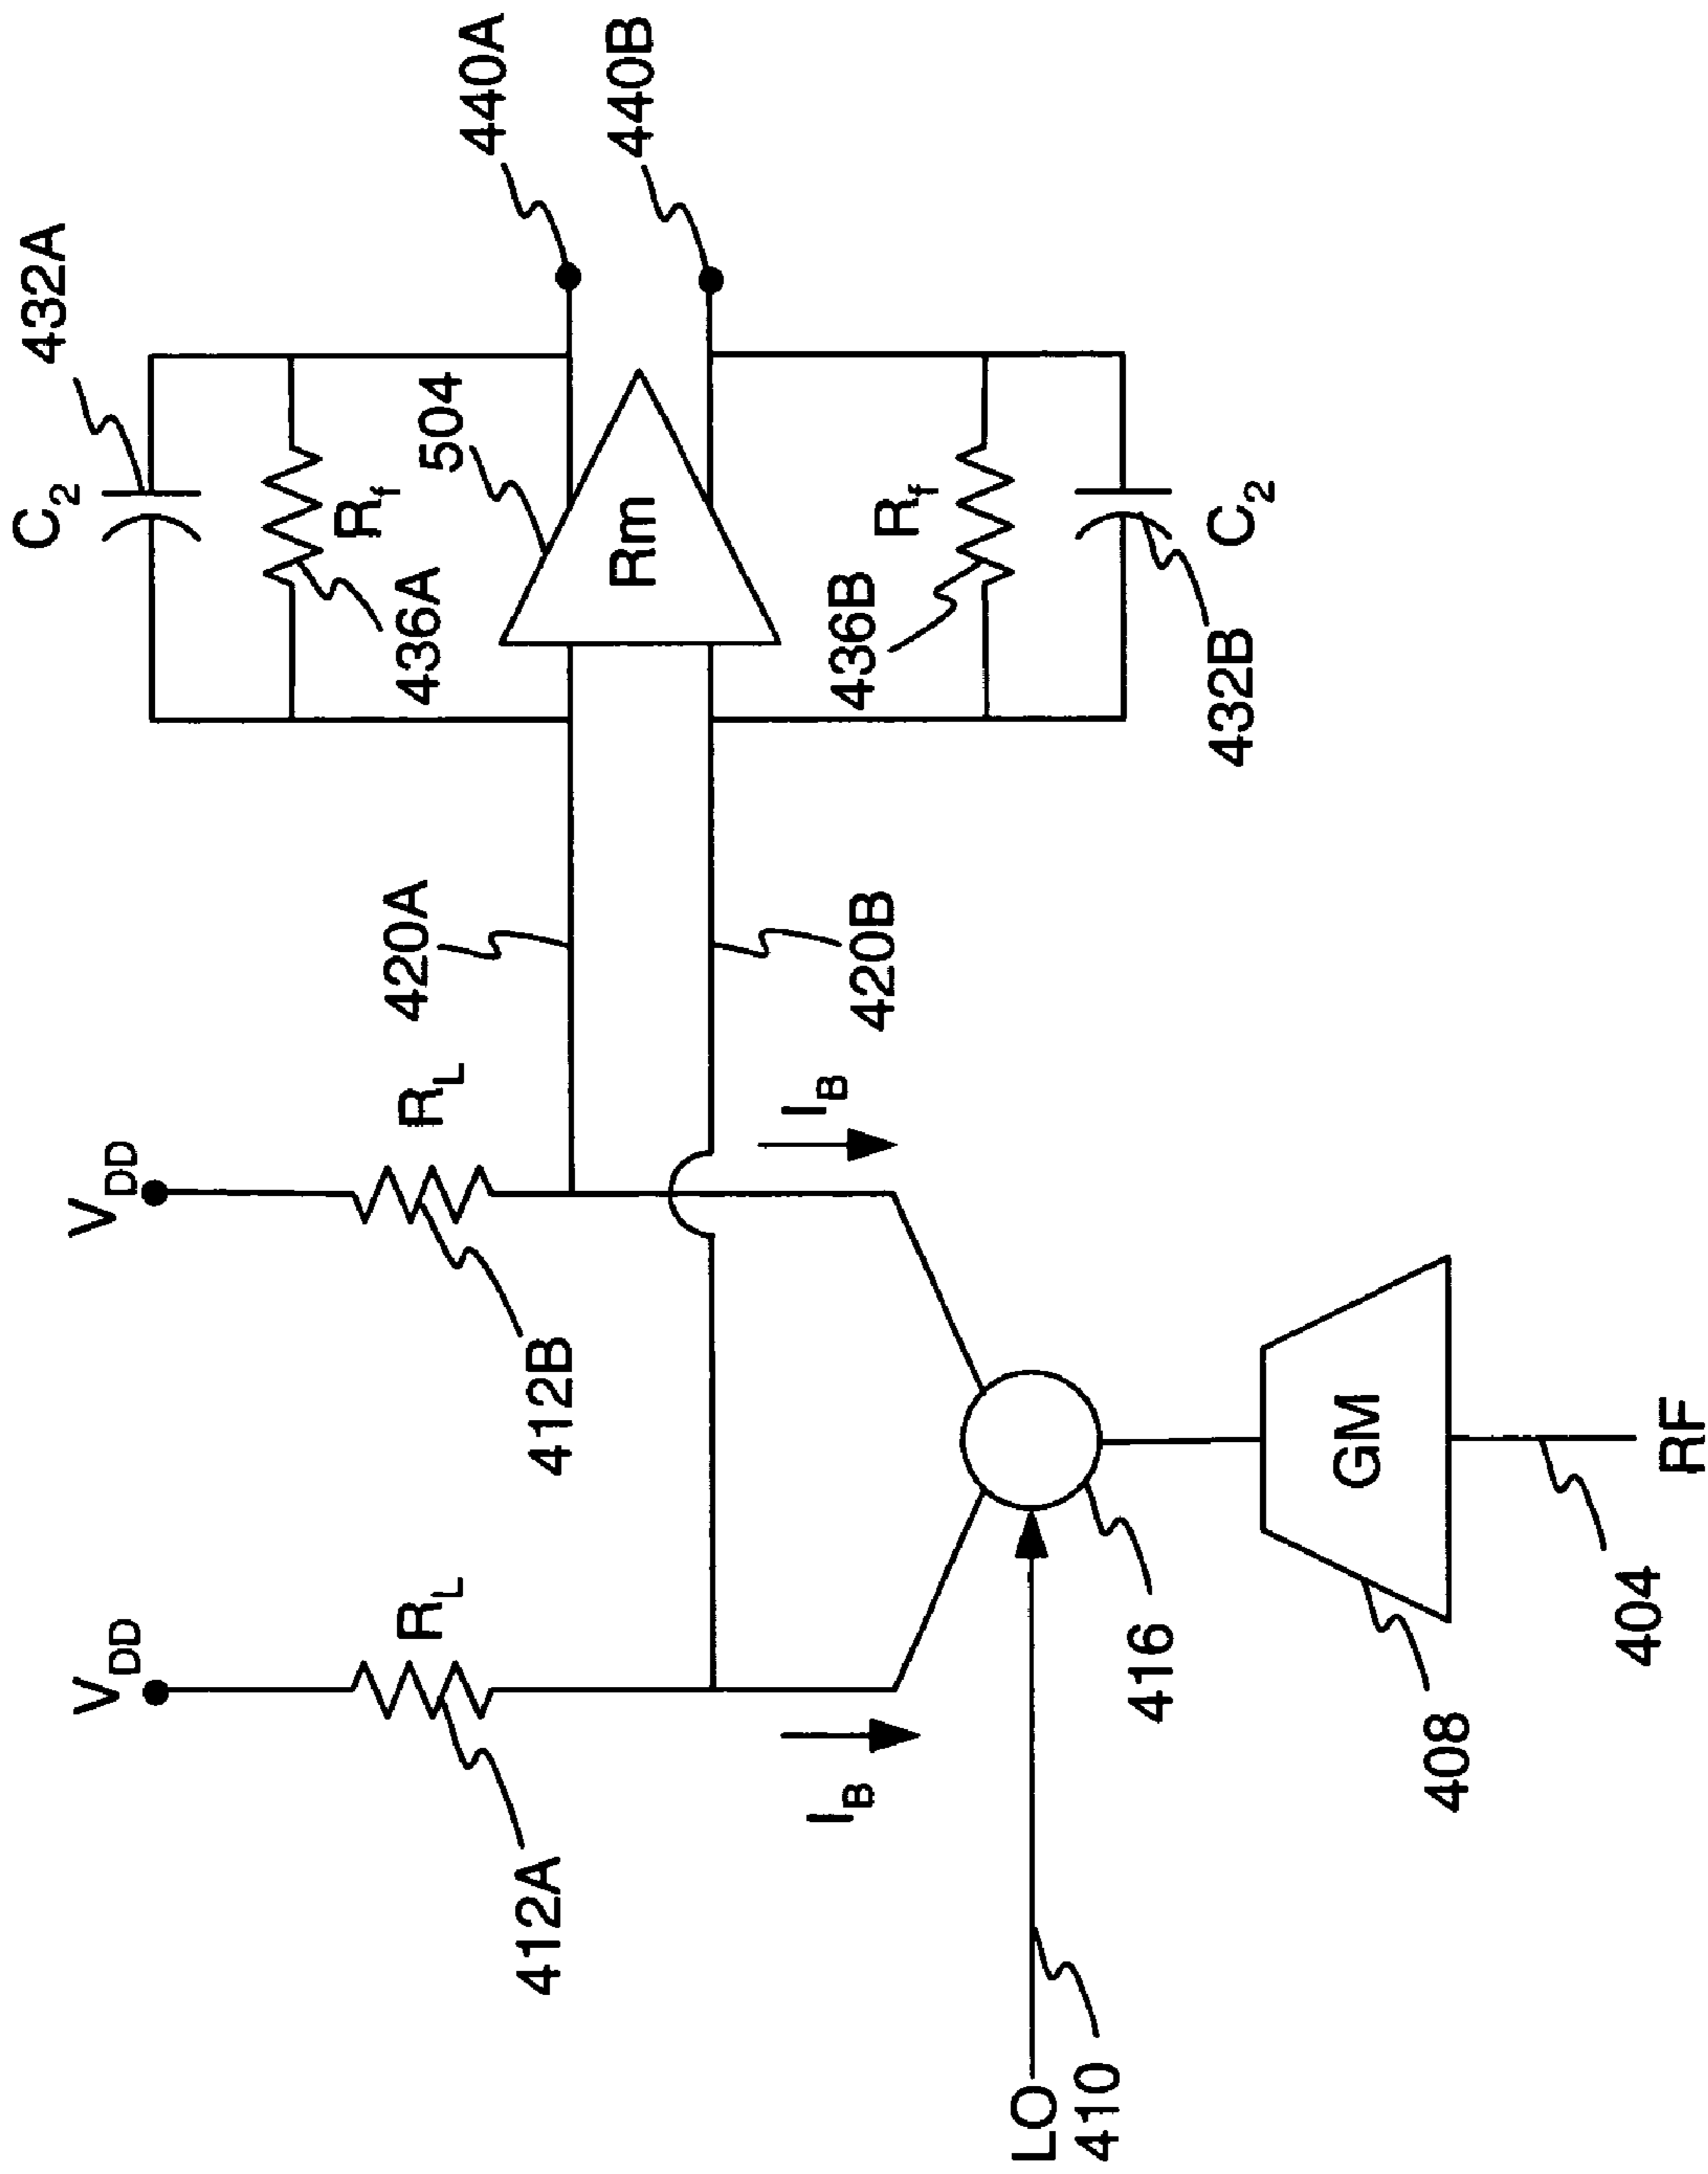 C2
432A
440A
440B
Rf
436A
504
Rm
Rf
436B
C2
432B
VDD
VDD
RL
RL
412A
412B
420A
420B
IB
IB
LO
410
416
GM
408
404
RF